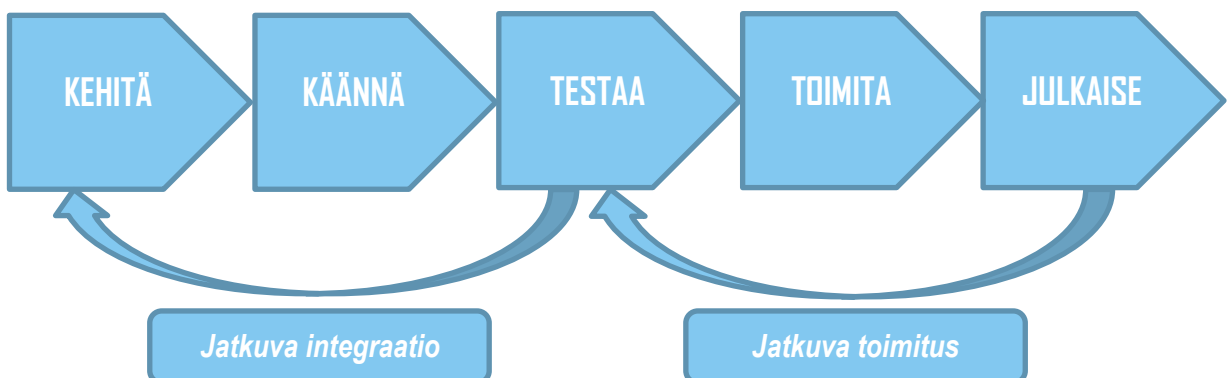 KEHITÄ
KÄÄNNÄ
TESTAA
TOIMITA
JULKAISE
Jatkuva integraatio
Jatkuva toimitus